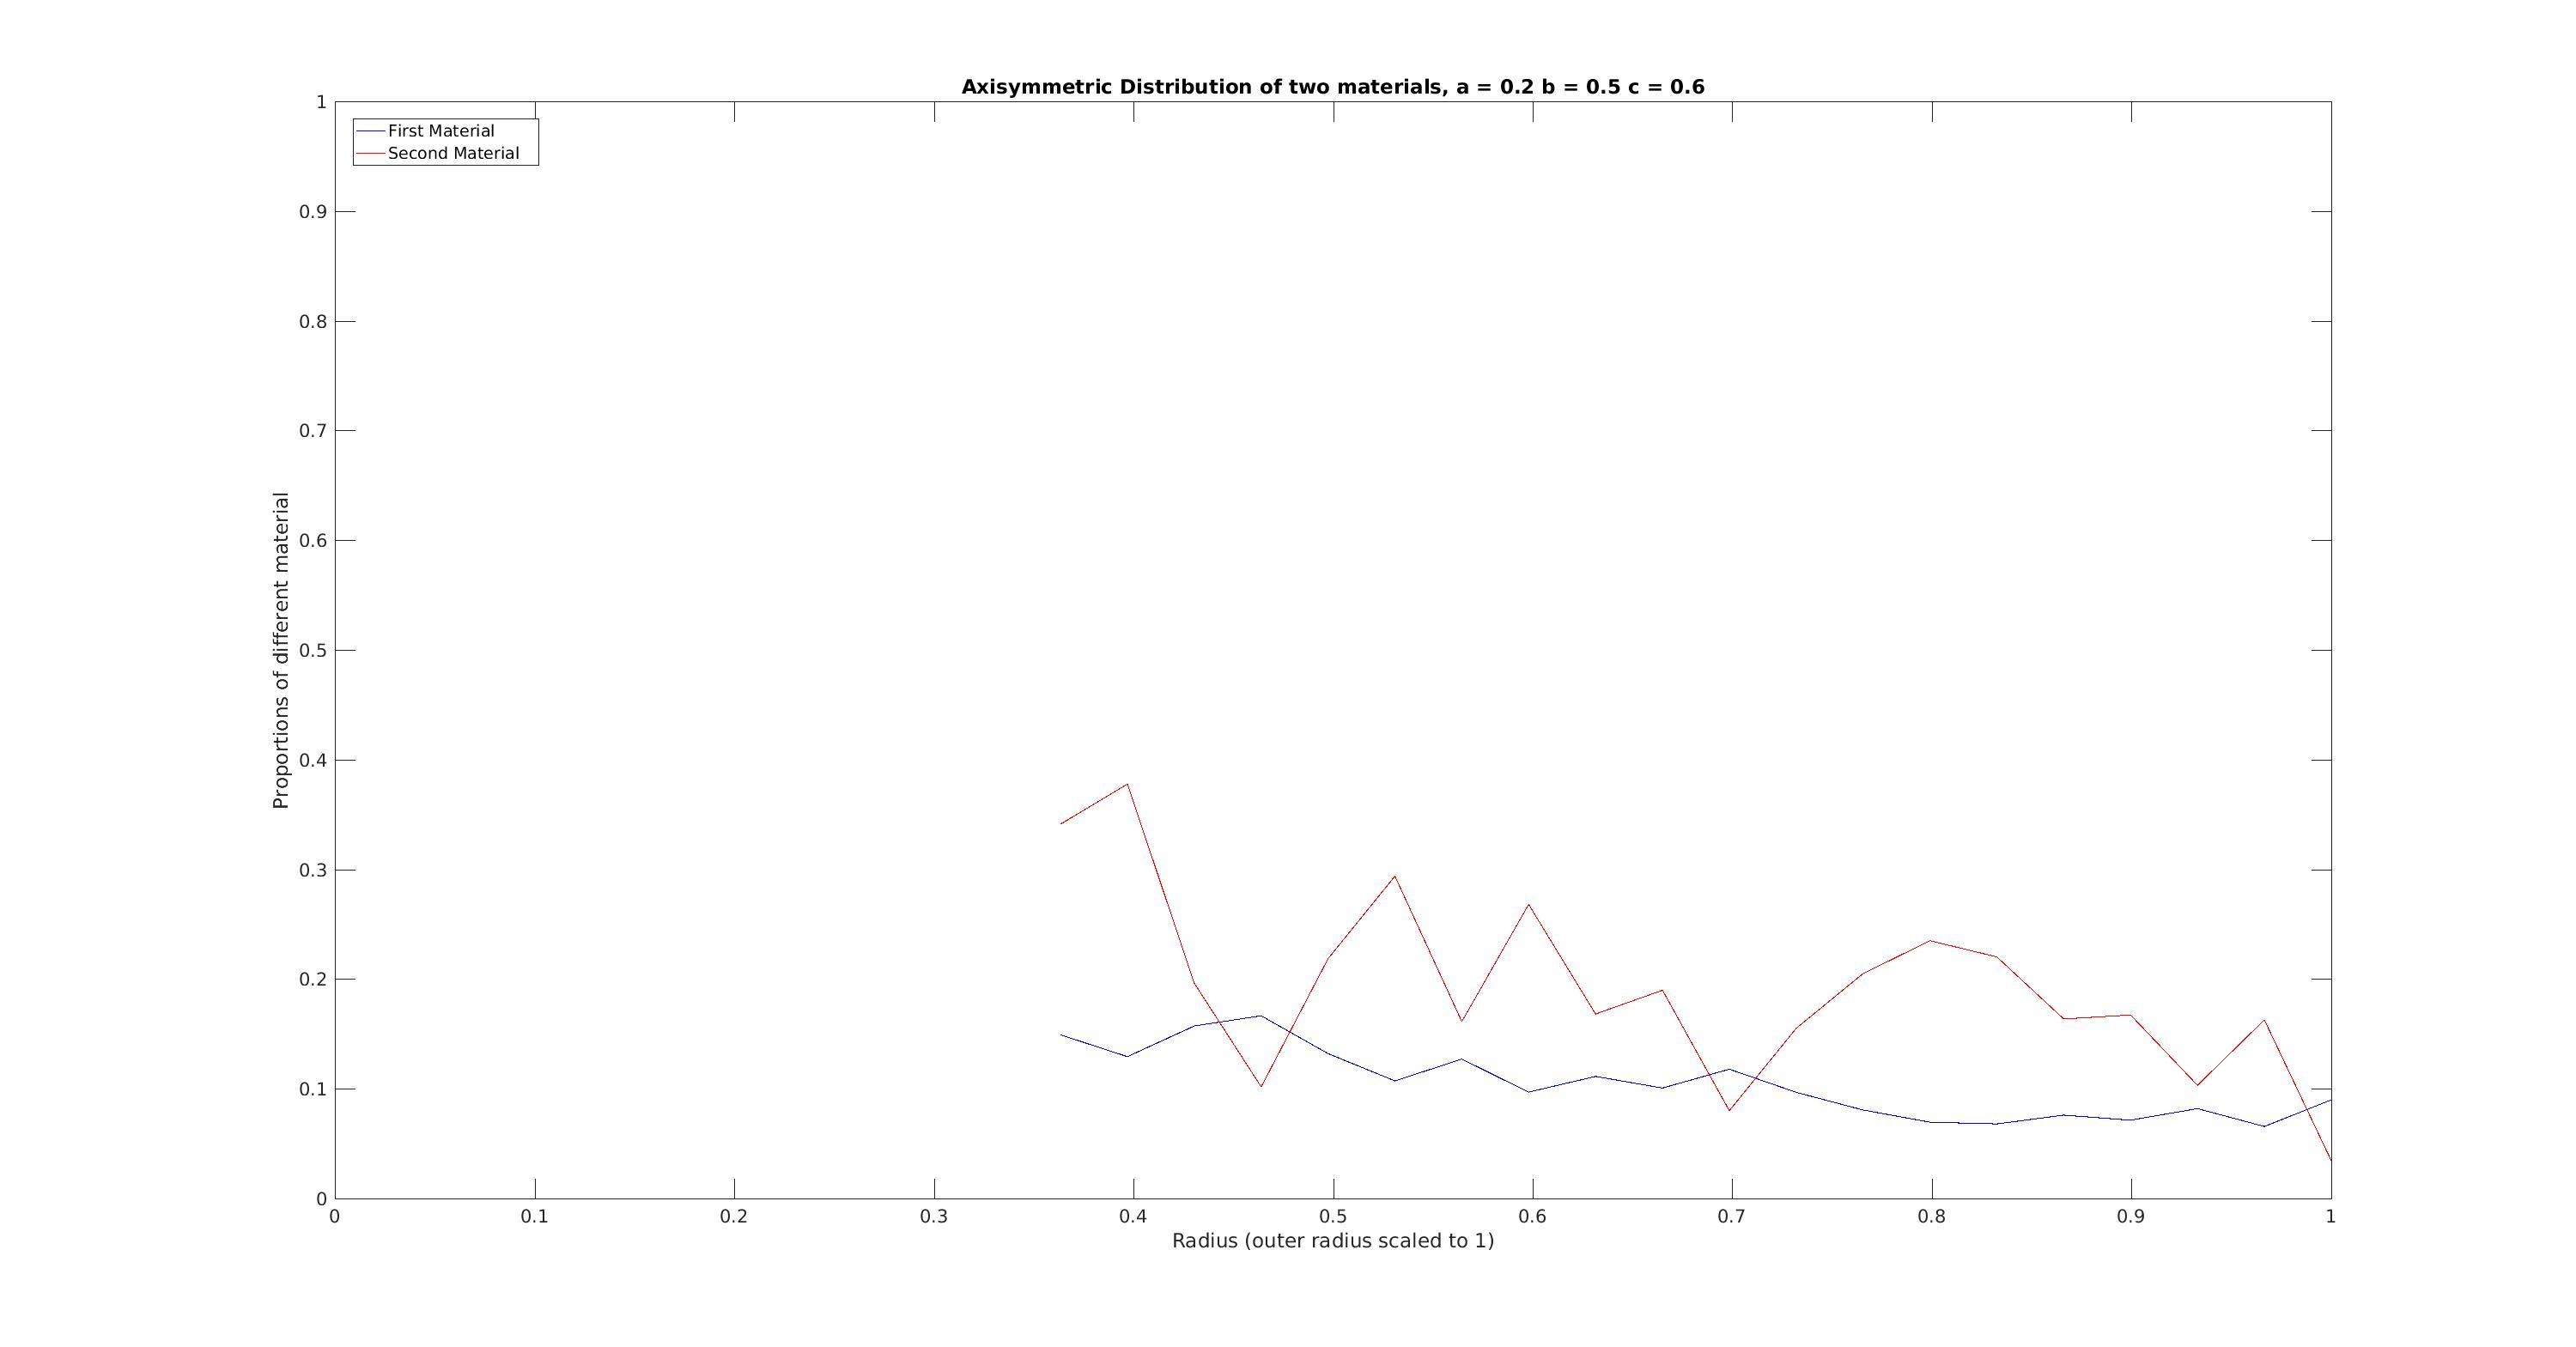 Axisymmetric Distribution of two materials, a = 0.2 b = 0.5 c = 0.6
First Material
Second Material
1
0.9
0.8
0.7
0.6
0.5
0.4
0.3
0.2
0.1
0
Proportions of different material
0 0.1 0.2 0.3 0.4 0.5 0.6 0.7 0.8 0.9 1
Radius (outer radius scaled to 1)